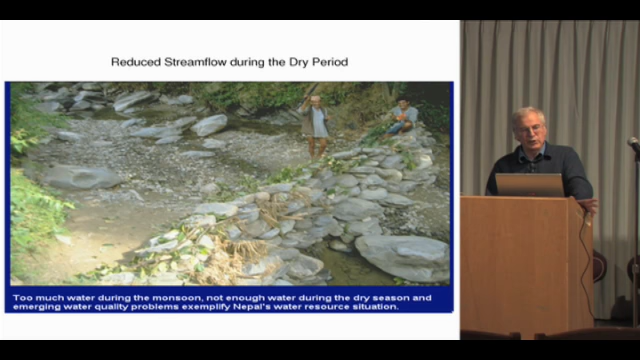 Reduced Streamflow during the Dry Period
Too much water during the monsoon, not enough water during the dry season and
emerging water quality problems exemplify Nepal's water resource situation.